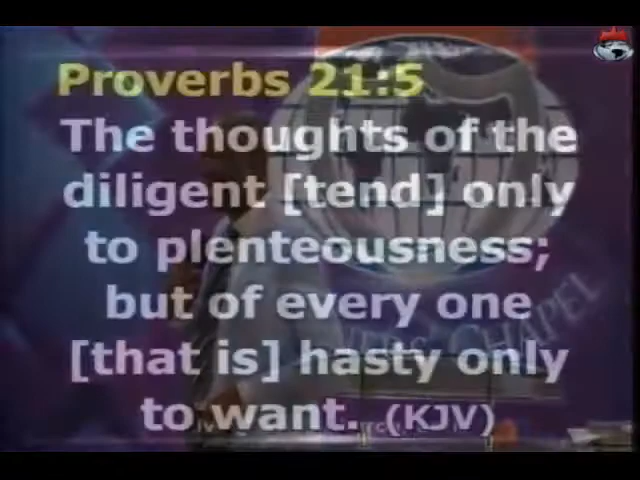 Proverbs 21:5
The thoughts of the
diligent [tend] only
to plenteousness;
but of every one
[that is] hasty only
to want. (KJV)
CHAPEL